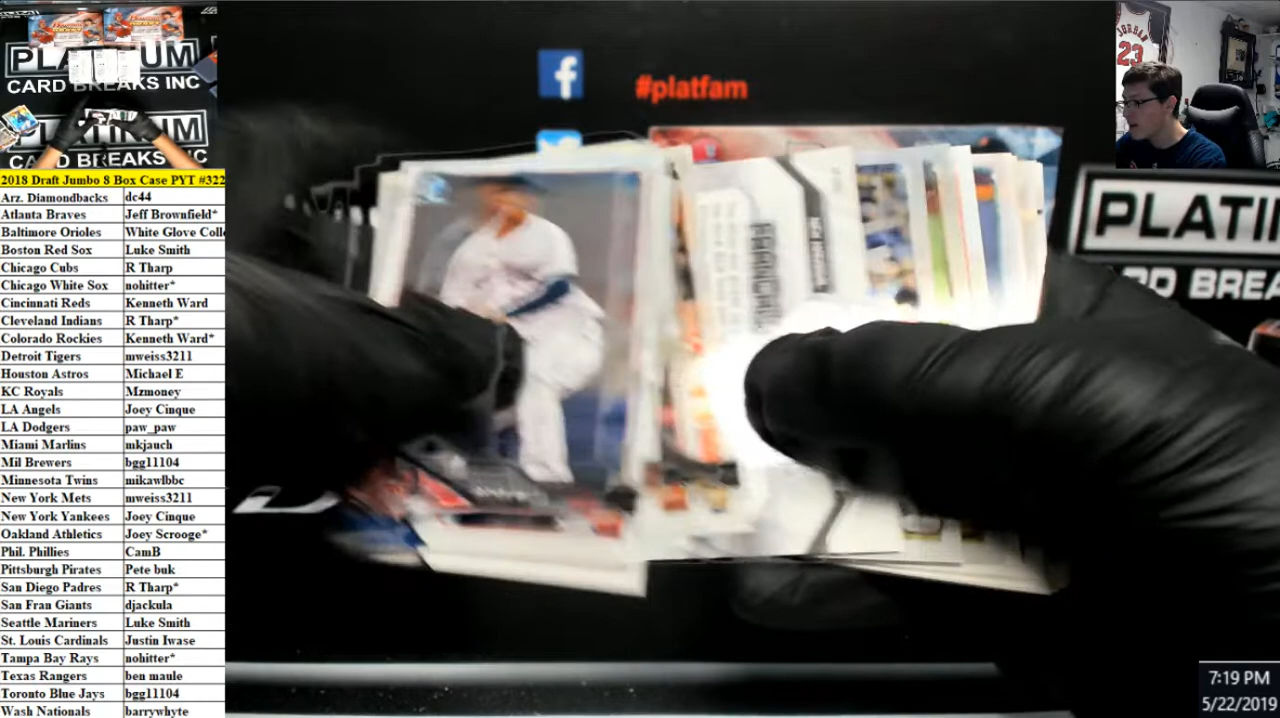 PLATINUM
CARD BREAKS INC
PLATINUM
CARD BREAKS INC
#platfam
JORDAN
23
PLATIN
RD BREA
2018 Draft Jumbo 8 Box Case PYT #322
Arz. Diamondbacks dc44
Atlanta Braves Jeff Brownfield*
Baltimore Orioles White Glove Coll
Boston Red Sox Luke Smith
Chicago Cubs R Tharp
Chicago White Sox nohitter*
Cincinnati Reds Kenneth Ward
Cleveland Indians R Tharp*
Colorado Rockies Kenneth Ward*
Detroit Tigers mweiss3211
Houston Astros Michael E
KC Royals Mzmoney
LA Angels Joey Cinque
LA Dodgers paw_paw
Miami Marlins mkjauch
Mil Brewers bgg11104
Minnesota Twins mikawlbbc
New York Mets mweiss3211
New York Yankees Joey Cinque
Oakland Athletics Joey Scrooge*
Phil. Phillies CamB
Pittsburgh Pirates Pete buk
San Diego Padres R Tharp*
San Fran Giants djackula
Seattle Mariners Luke Smith
St. Louis Cardinals Justin Iwase
Tampa Bay Rays nohitter*
Texas Rangers ben maule
Toronto Blue Jays bgg11104
Wash Nationals barrywhyte
7:19 PM
5/22/2019